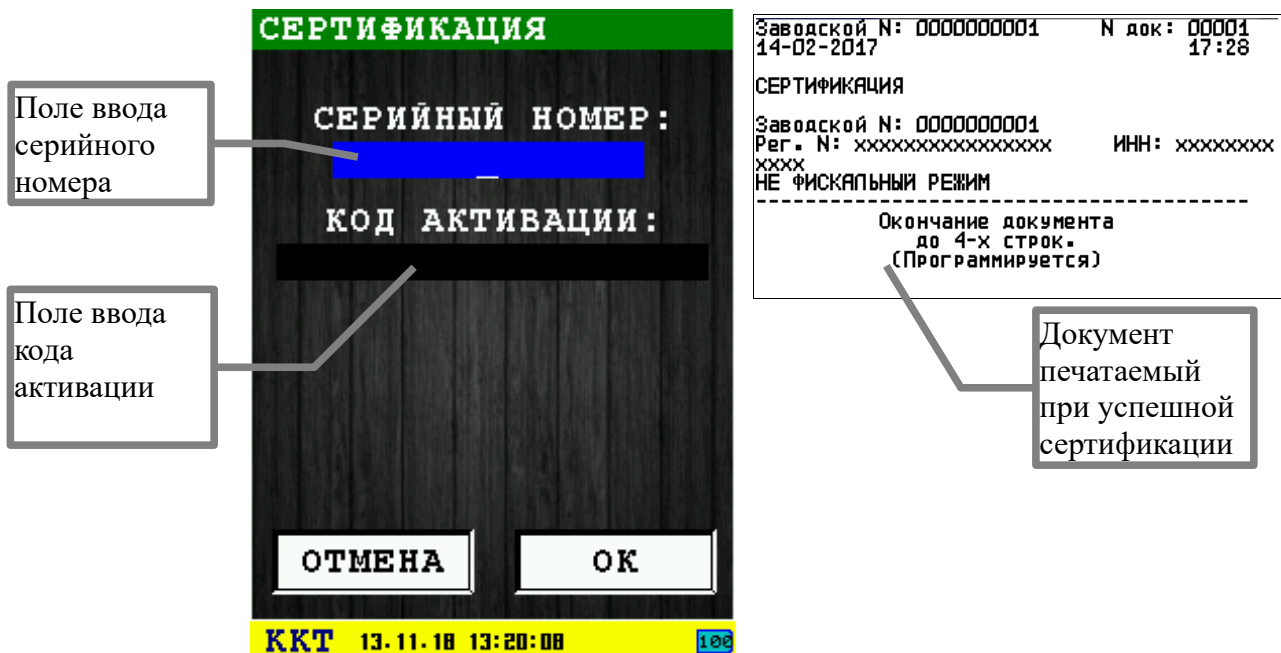 СЕРТИФИКАЦИЯ
Поле ввода
серийного
номера
СЕРИЙНЫЙ НОМЕР:
_
КОД АКТИВАЦИИ:
Поле ввода
кода
активации
ОТМЕНА
ОК
ККТ 13.11.18 13:20:08 100
Заводской N: 0000000001 N док: 00001
14-02-2017 17:28
СЕРТИФИКАЦИЯ
Заводской N: 0000000001
Рег. N: xxxxxxxxxxxxxxxx ИНН: xxxxxxxx
xxxx
НЕ ФИСКАЛЬНЫЙ РЕЖИМ
----------------------------------------
Окончание документа
до 4-х строк.
(Программируется)
Документ
печатаемый
при успешной
сертификации